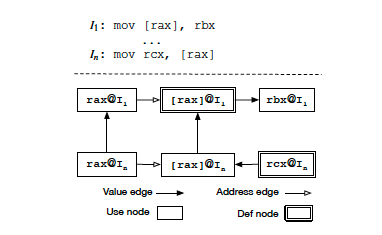 I₁: mov [rax], rbx
...
Iₙ: mov rcx, [rax]
rax@I₁ [rax]@I₁ rbx@I₁
rax@Iₙ [rax]@Iₙ rcx@Iₙ
Value edge Address edge
Use node Def node